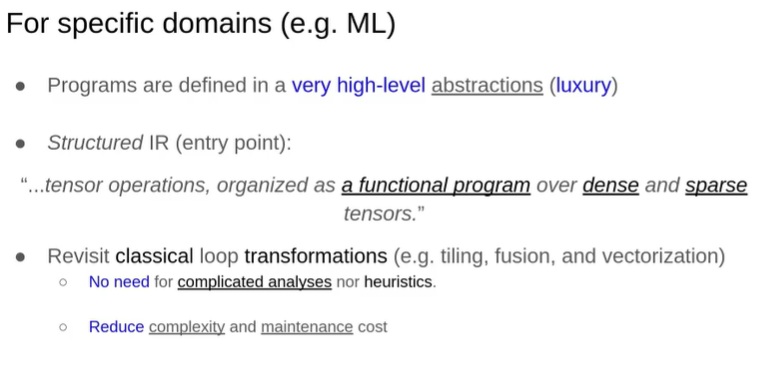 For specific domains (e.g. ML)
● Programs are defined in a very high-level abstractions (luxury)
● Structured IR (entry point):
“...tensor operations, organized as a functional program over dense and sparse
tensors.”
● Revisit classical loop transformations (e.g. tiling, fusion, and vectorization)
○ No need for complicated analyses nor heuristics.
○ Reduce complexity and maintenance cost